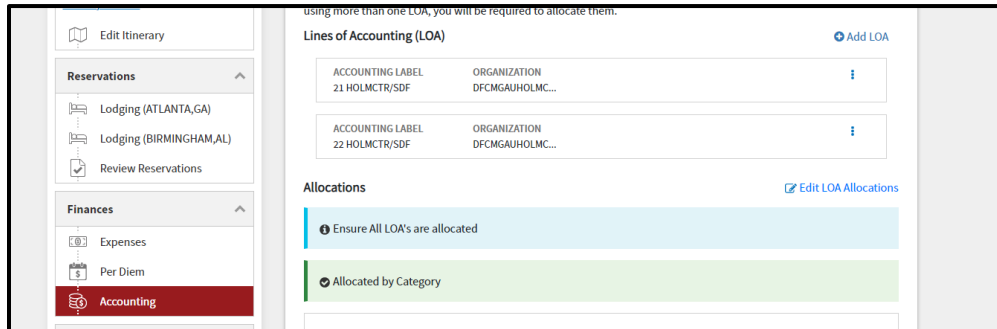 Edit Itinerary
Reservations
Lodging (ATLANTA,GA)
Lodging (BIRMINGHAM,AL)
Review Reservations
Finances
Expenses
Per Diem
Accounting
using more than one LOA, you will be required to allocate them.
Lines of Accounting (LOA)
Add LOA
ACCOUNTING LABEL ORGANIZATION
21 HOLMCTR/SDF DFCMGAUHOLMC...
ACCOUNTING LABEL ORGANIZATION
22 HOLMCTR/SDF DFCMGAUHOLMC...
Allocations
Edit LOA Allocations
Ensure All LOA's are allocated
Allocated by Category